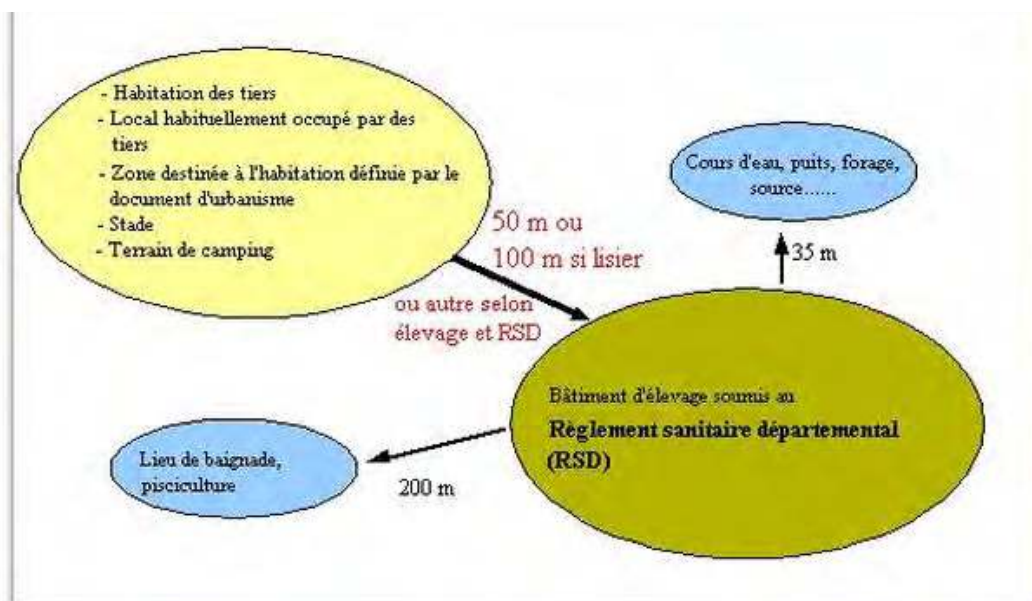 - Habitation des tiers
- Local habituellement occupé par des
tiers
- Zone destinée à l'habitation définie par le
document d'urbanisme
- Stade
- Terrain de camping
Cours d'eau, puits, forage,
source......
50 m ou
100 m si lisier
35 m
ou autre selon
élevage et RSD
Bâtiment d'élevage soumis au
Règlement sanitaire départemental
(RSD)
Lieu de baignade,
pisciculture
200 m